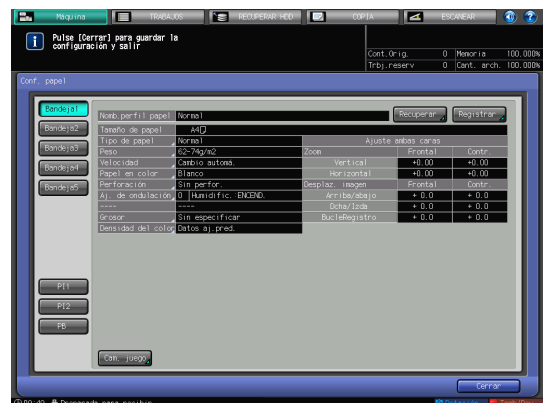 Máquina TRABAJOS RECUPERAR HDD COPIA ESCANEAR
Pulse [Cerrar] para guardar la
configuración y salir
Cont.Orig. 0 Memoria 100.000%
Trbj.reserv 0 Cant. arch. 100.000%
Conf. papel
Bandeja1
Bandeja2
Bandeja3
Bandeja4
Bandeja5
PI1
PI2
PB
Nomb.perfil papel Normal Recuperar Registrar
Tamaño de papel A4
Tipo de papel Normal Ajuste ambas caras
Peso 62-74g/m2 Zoom Frontal Contr.
Velocidad Cambio automá. Vertical +0.00 +0.00
Papel en color Blanco Horizontal +0.00 +0.00
Perforación Sin perfor. Desplaz. imagen Frontal Contr.
Aj. de ondulación 0 Humidific.:ENCEND. Arriba/abajo + 0.0 + 0.0
---- ---- Dcha/Izda + 0.0 + 0.0
Grosor Sin especificar BucleRegistro + 0.0 + 0.0
Densidad del color Datos aj.pred.
Cam. juego
Cerrar